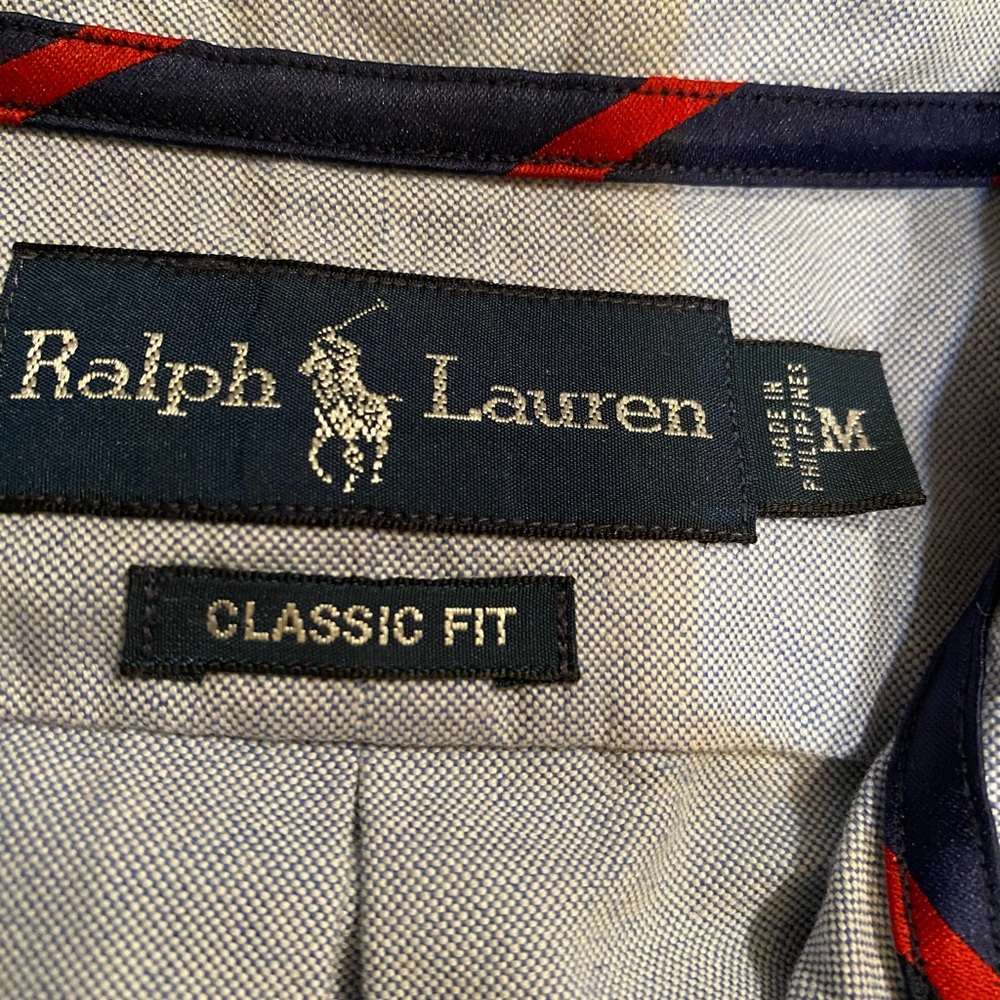 Ralph Lauren
MADE IN
PHILIPPINES
M
CLASSIC FIT